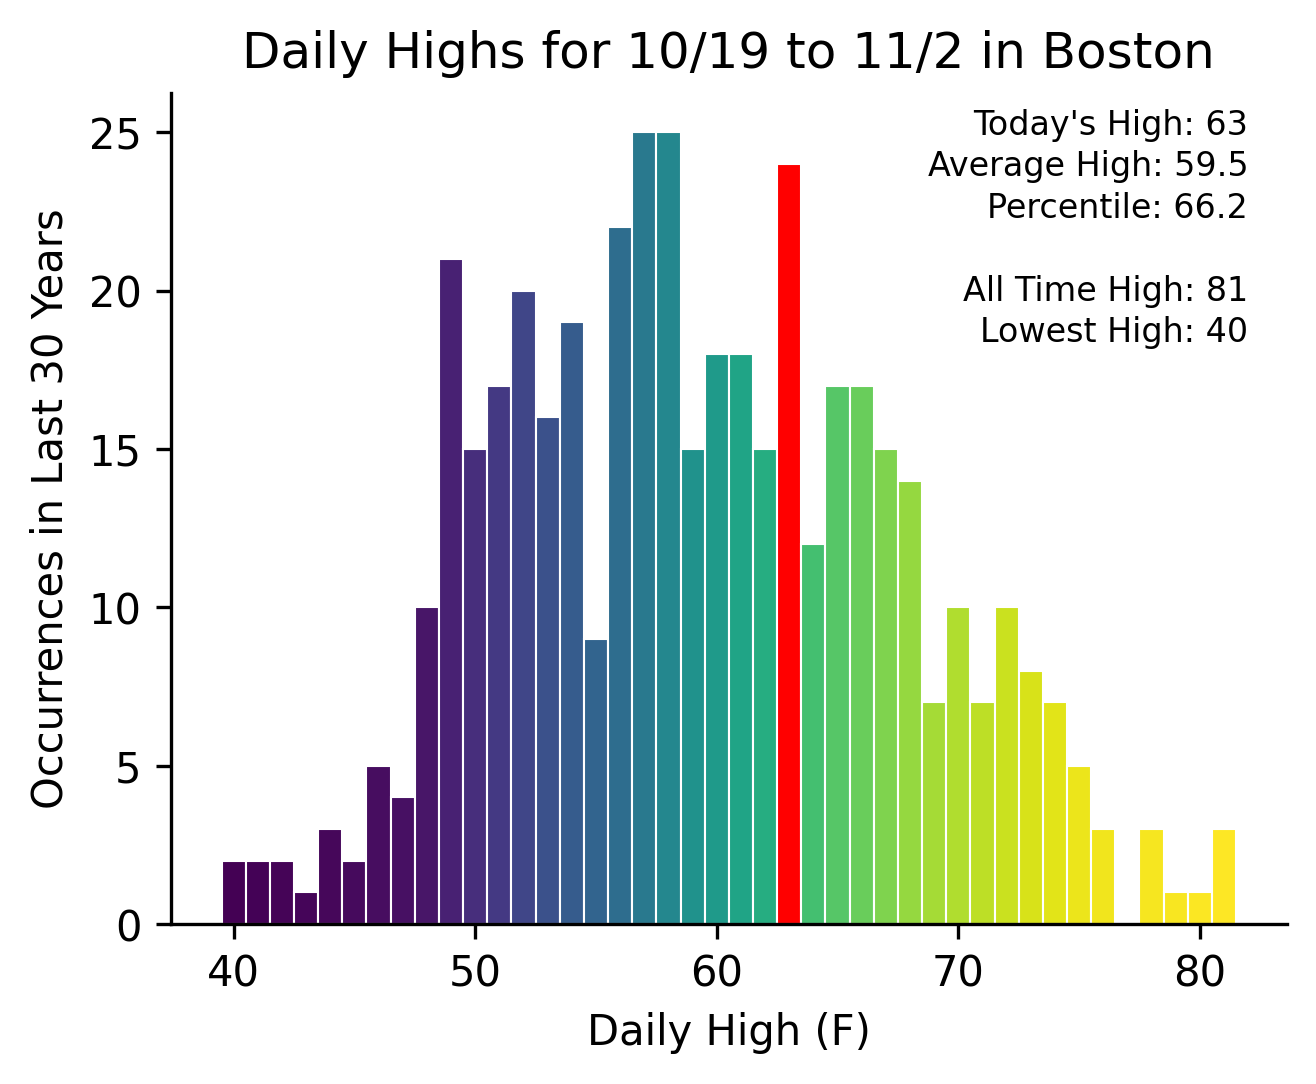 Daily Highs for 10/19 to 11/2 in Boston
Today's High: 63
Average High: 59.5
Percentile: 66.2
All Time High: 81
Lowest High: 40
Occurrences in Last 30 Years
25
20
15
10
5
0
40 50 60 70 80
Daily High (F)